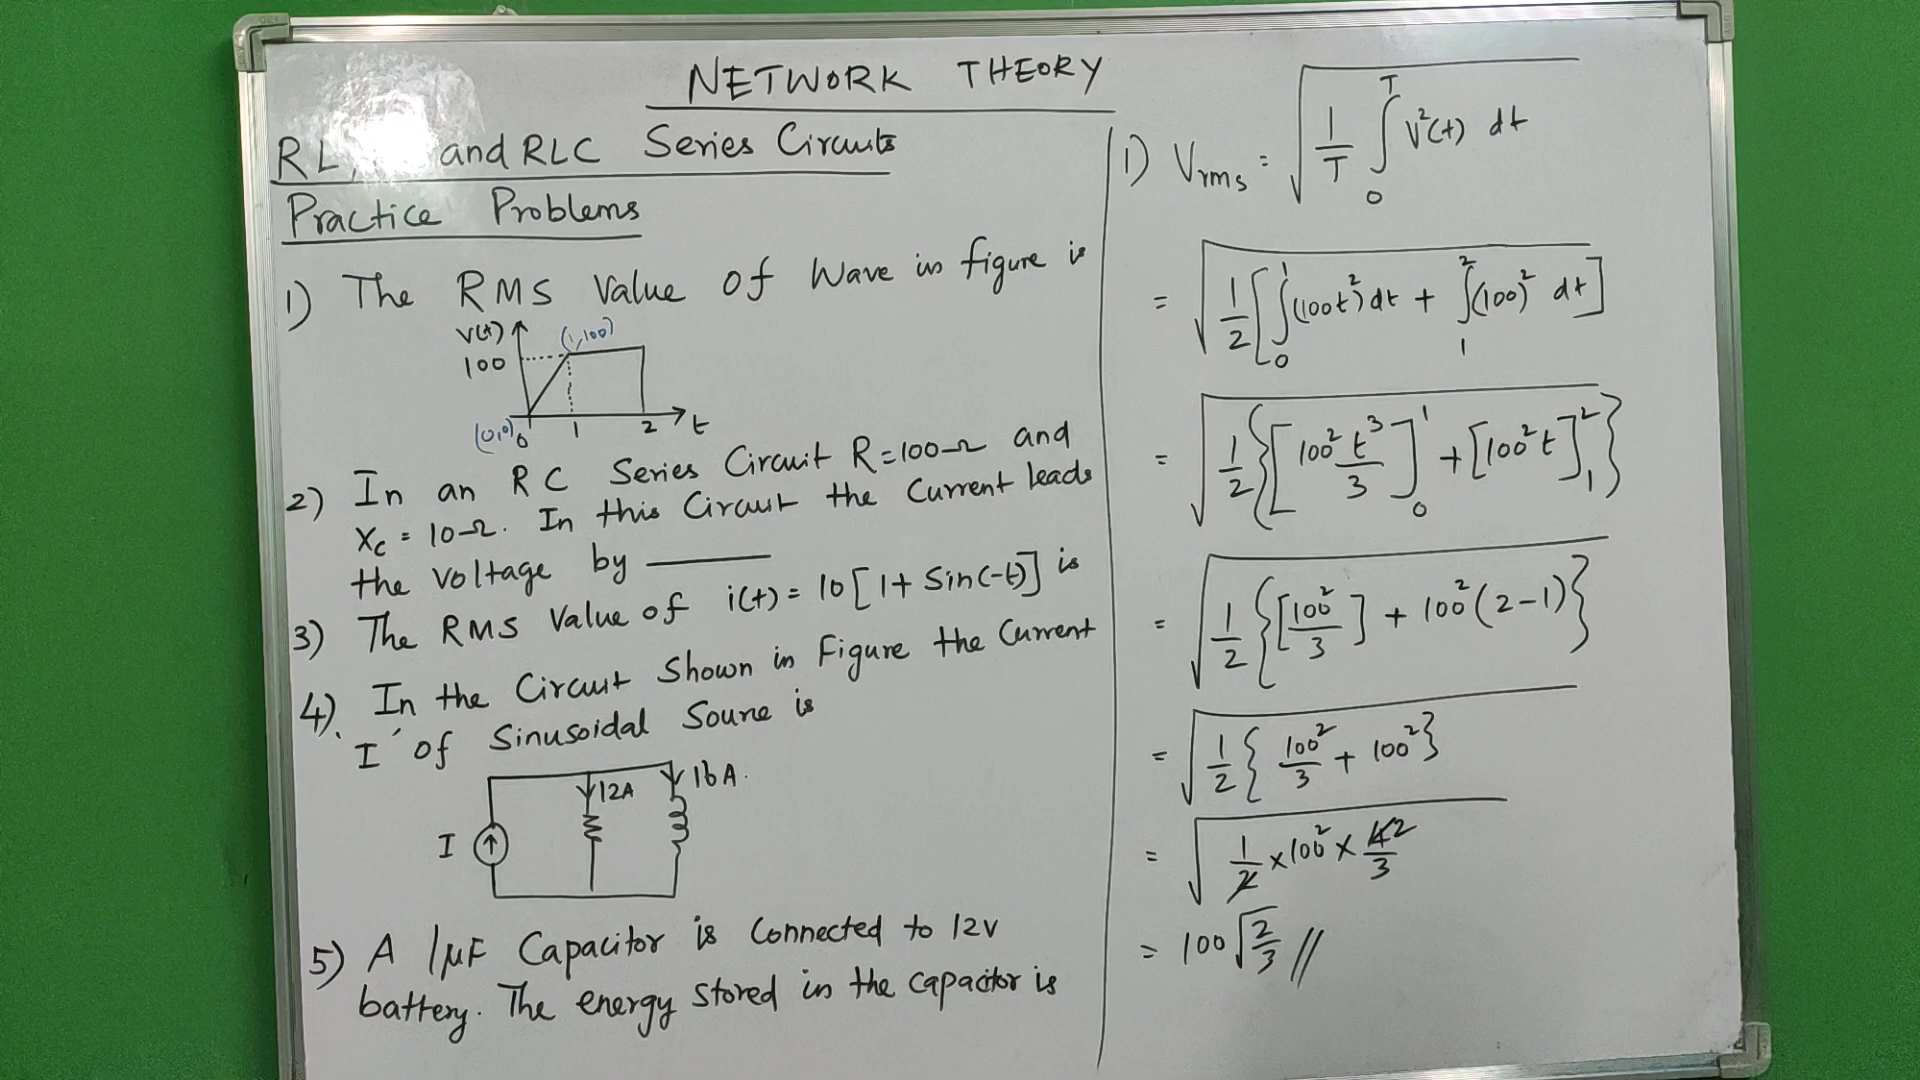 NETWORK THEORY
RL, and RLC Series Circuits
Practice Problems
1) The RMS Value of Wave in figure is
V(t)
(1,100)
100
(0,0) 0 1 2 t
2) In an RC Series Circuit R=100Ω and
Xc = 10Ω. In this Circuit the Current leads
the voltage by ———
3) The RMS Value of i(t) = 10[1+ Sin(-t)] is
4). In the Circuit Shown in Figure the Current
I of Sinusoidal Source is
12A 16A.
I
5) A 1μF Capacitor is Connected to 12V
battery. The energy stored in the capacitor is
1) Vrms = √(1/T ∫₀ᵀ V²(t) dt
= √(1/2 [∫₀¹ (100t)² dt + ∫₁² (100)² dt]
= √(1/2 {[100² t³/3]₀¹ + [100² t]₁²}
= √(1/2 {[100²/3] + 100² (2-1)}
= √(1/2 { 100²/3 + 100²}
= √(1/2 × 100² × 4 2/3
= 100 √2/3 //